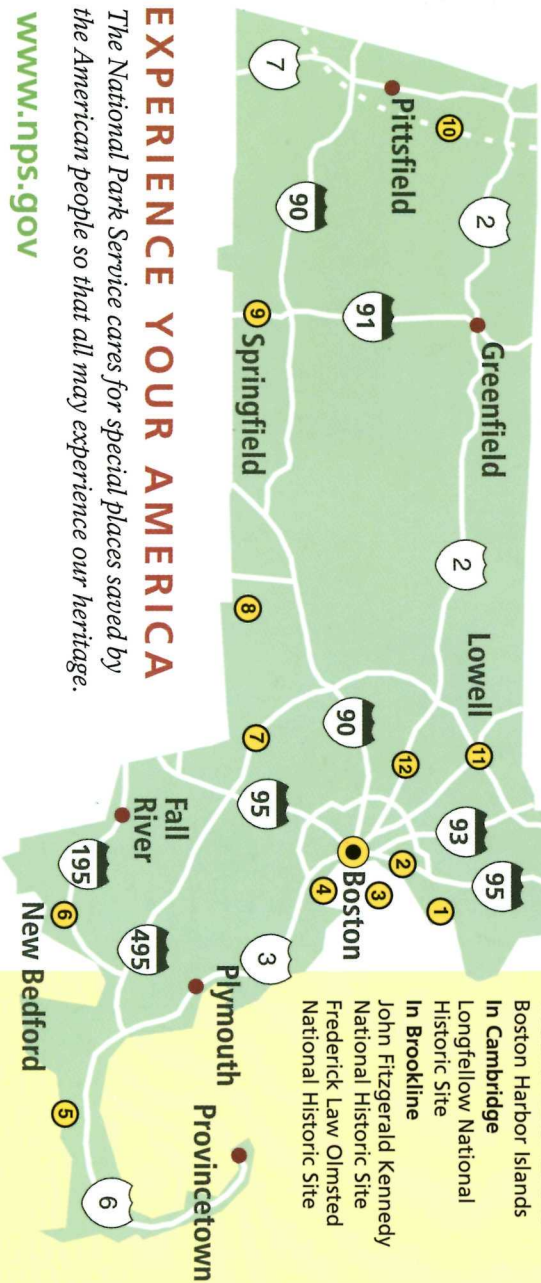 Boston Harbor Islands
In Cambridge
Longfellow National
Historic Site
In Brookline
John Fitzgerald Kennedy
National Historic Site
Frederick Law Olmsted
National Historic Site
Pittsfield
Greenfield
Springfield
Lowell
Boston
Fall
River
New Bedford
Plymouth
Provincetown
7
10
2
90
91
9
2
8
7
90
11
12
93
95
95
1
2
3
4
195
6
495
3
5
6
EXPERIENCE YOUR AMERICA
The National Park Service cares for special places saved by
the American people so that all may experience our heritage.
www.nps.gov